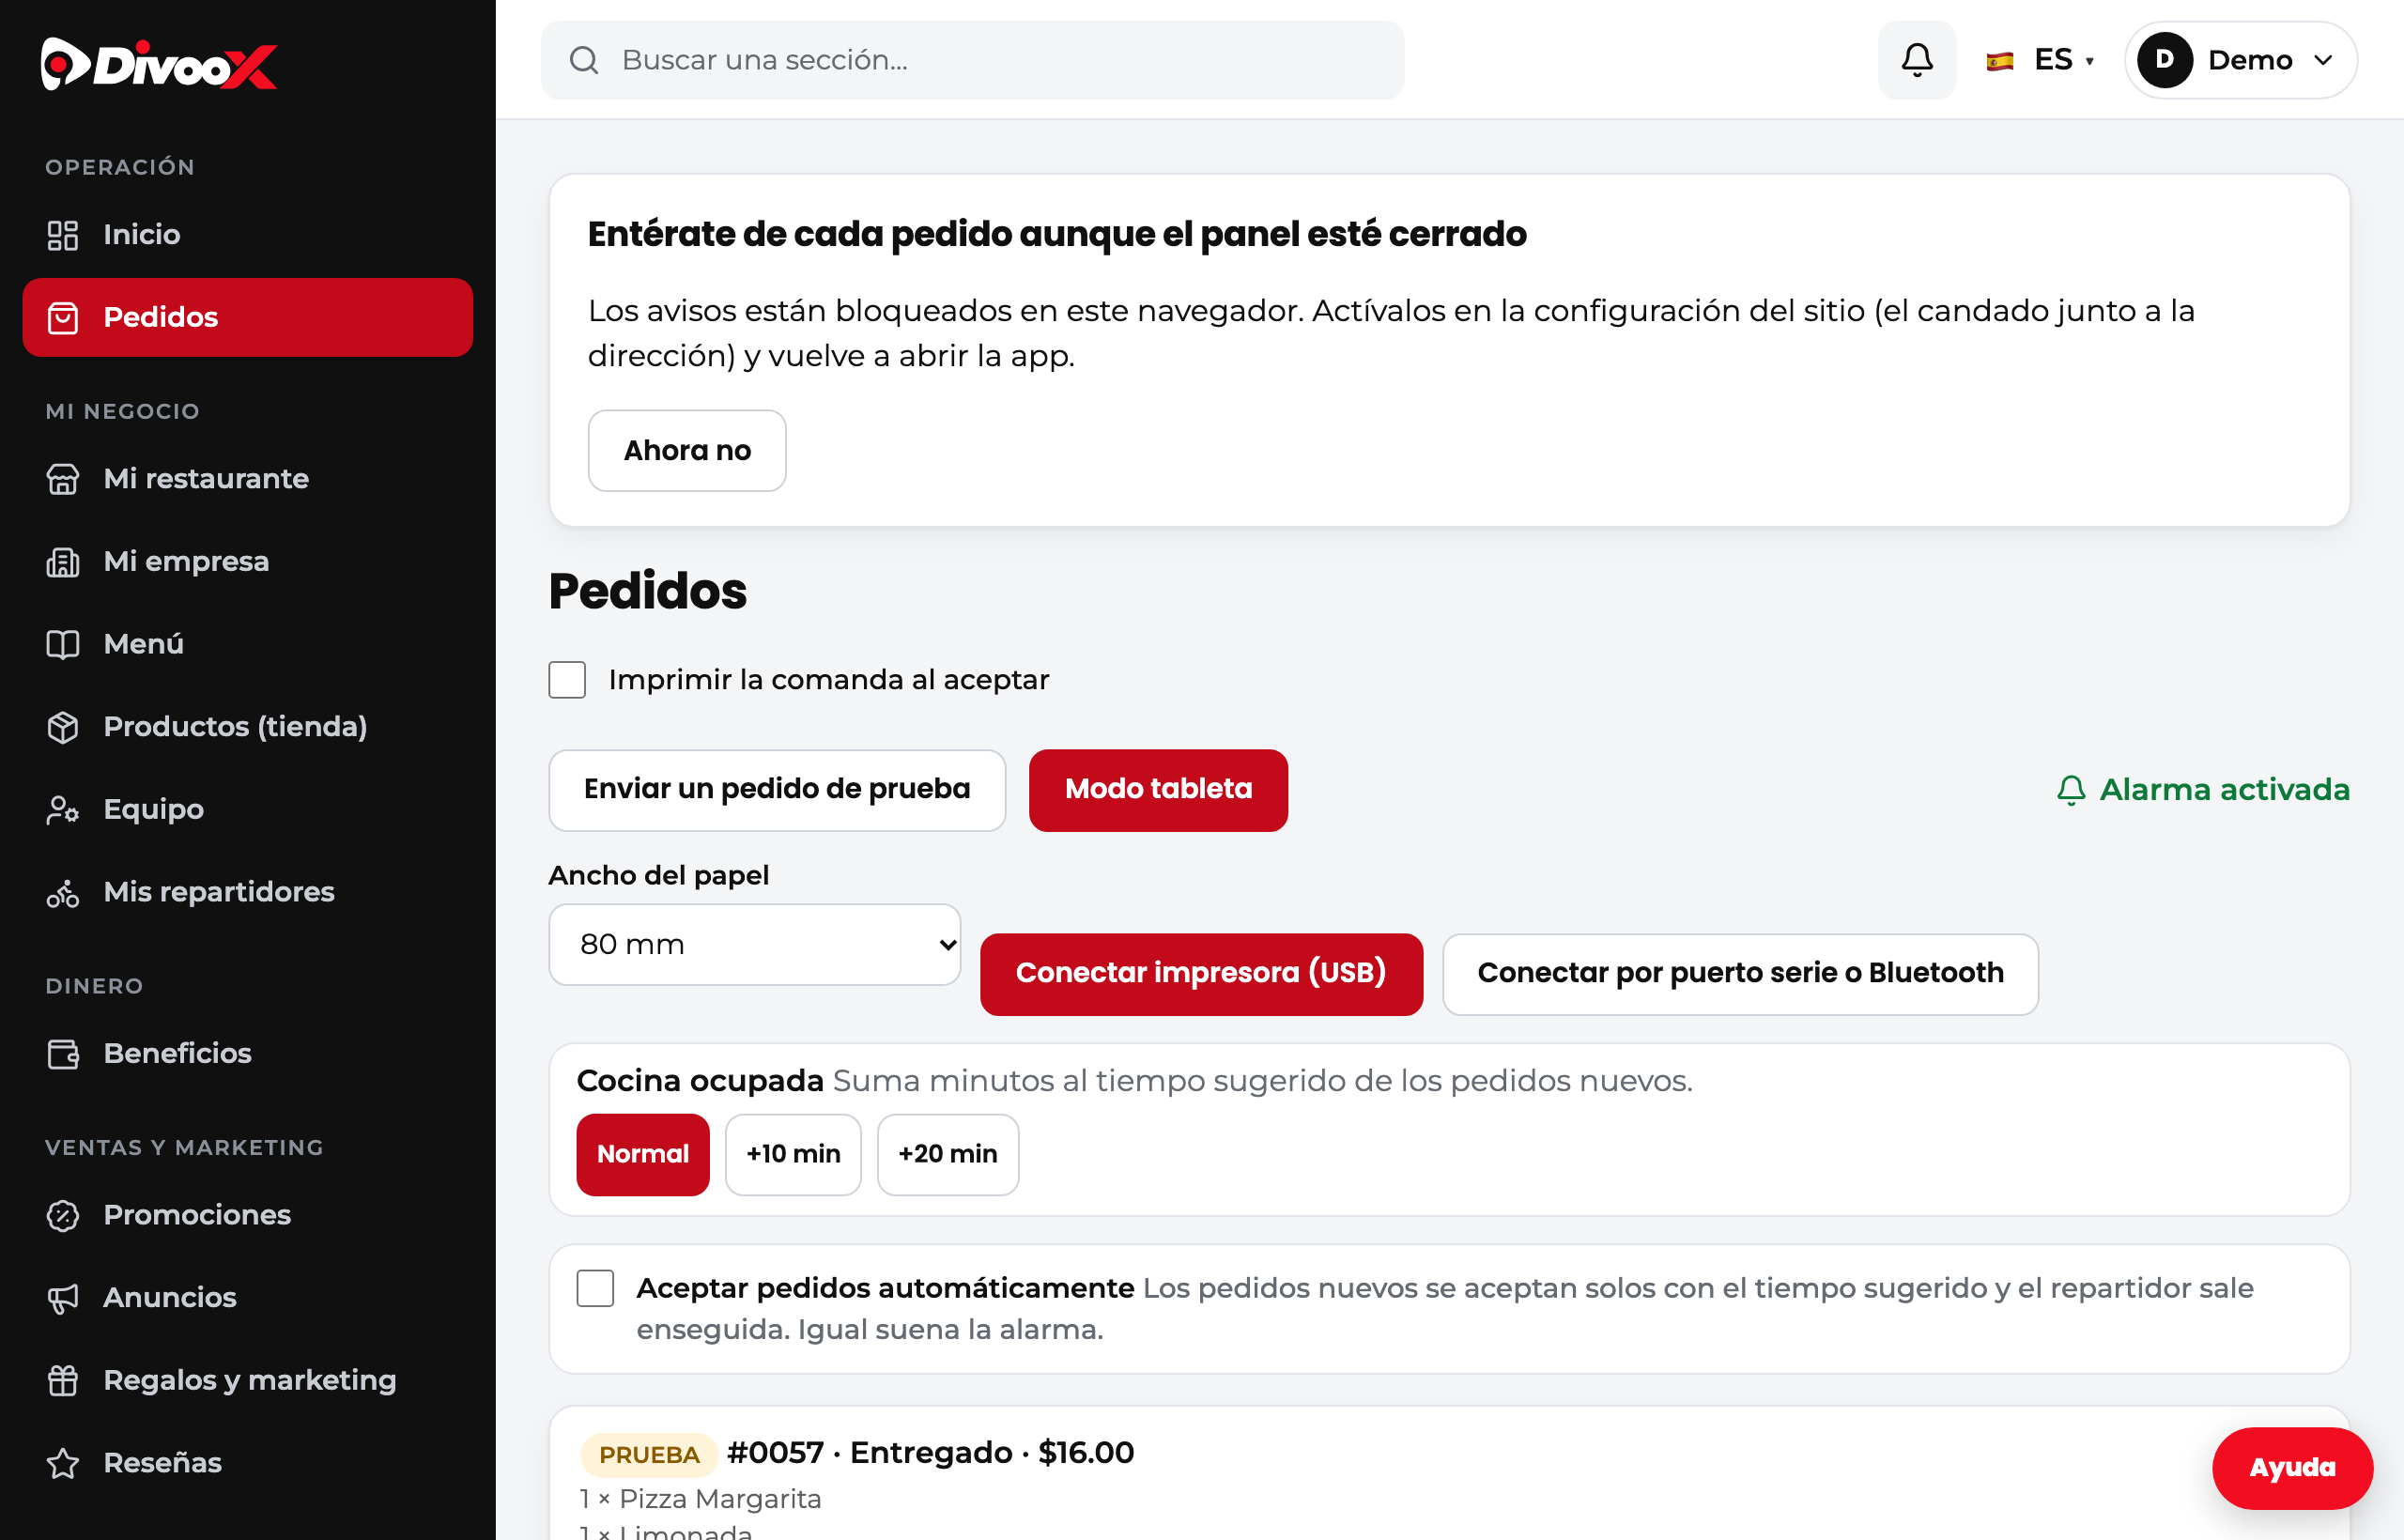 DivooX
Buscar una sección...
ES
D
Demo
OPERACIÓN
Inicio
Pedidos
MI NEGOCIO
Mi restaurante
Mi empresa
Menú
Productos (tienda)
Equipo
Mis repartidores
DINERO
Beneficios
VENTAS Y MARKETING
Promociones
Anuncios
Regalos y marketing
Reseñas
Entérate de cada pedido aunque el panel esté cerrado
Los avisos están bloqueados en este navegador. Actívalos en la configuración del sitio (el candado junto a la
dirección) y vuelve a abrir la app.
Ahora no
Pedidos
Imprimir la comanda al aceptar
Enviar un pedido de prueba
Modo tableta
Alarma activada
Ancho del papel
80 mm
Conectar impresora (USB)
Conectar por puerto serie o Bluetooth
Cocina ocupada Suma minutos al tiempo sugerido de los pedidos nuevos.
Normal
+10 min
+20 min
Aceptar pedidos automáticamente Los pedidos nuevos se aceptan solos con el tiempo sugerido y el repartidor sale
enseguida. Igual suena la alarma.
PRUEBA #0057 · Entregado · $16.00
1 × Pizza Margarita
1 × Limonada
Ayuda